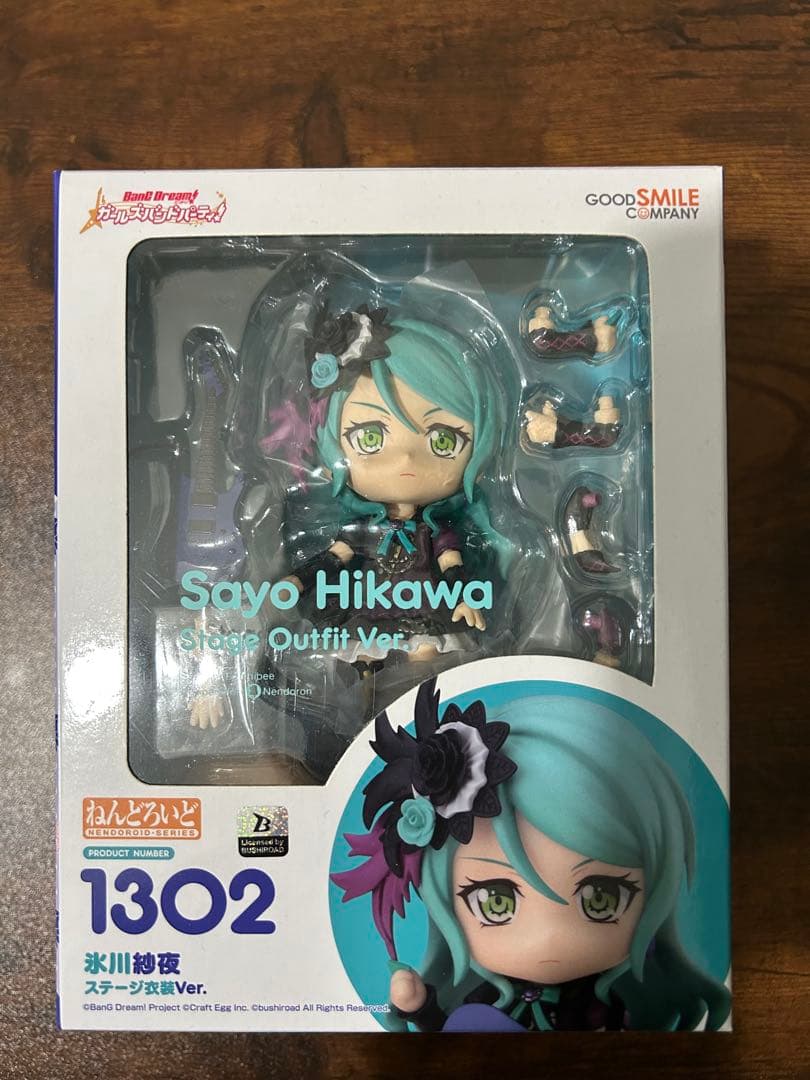 BanG Dream!
ガールズバンドパーティ!
GOODSMILE
COMPANY
Sayo Hikawa
Stage Outfit Ver.
Nendoron
ねんどろいど
NENDOROID・SERIES
B
Licensed by
BUSHIROAD
PRODUCT NUMBER
1302
氷川紗夜
ステージ衣装Ver.
©BanG Dream! Project ©Craft Egg Inc. ©bushiroad All Rights Reserved.